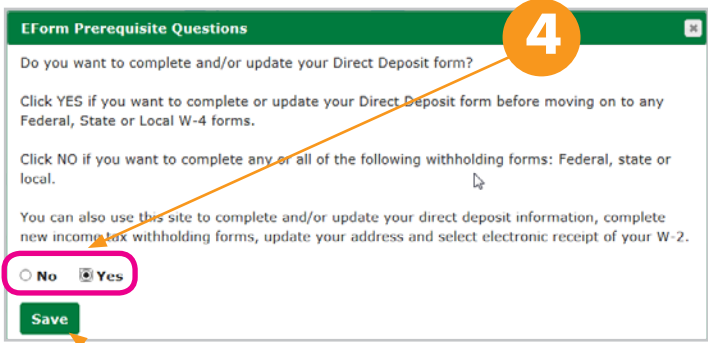 EForm Prerequisite Questions
4
Do you want to complete and/or update your Direct Deposit form?
Click YES if you want to complete or update your Direct Deposit form before moving on to any
Federal, State or Local W-4 forms.
Click NO if you want to complete any or all of the following withholding forms: Federal, state or
local.
You can also use this site to complete and/or update your direct deposit information, complete
new income tax withholding forms, update your address and select electronic receipt of your W-2.
No Yes
Save